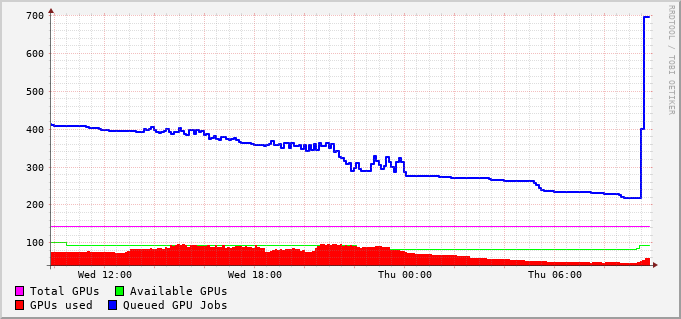 700
600
500
400
300
200
100
Wed 12:00 Wed 18:00 Thu 00:00 Thu 06:00
Total GPUs Available GPUs
GPUs used Queued GPU Jobs
RRDTOOL / TOBI OETIKER